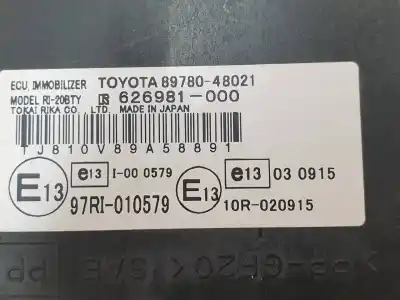 ECU, IMMOBILIZER TOYOTA 89780-48021
MODEL RI-20BTY 626981-000
TOKAI RIKA CO., LTD. MADE IN JAPAN
TJ810V89A58891
E13 e13 I-00 0579 E13 e13 03 0915
97RI-010579 10R-020915
PP